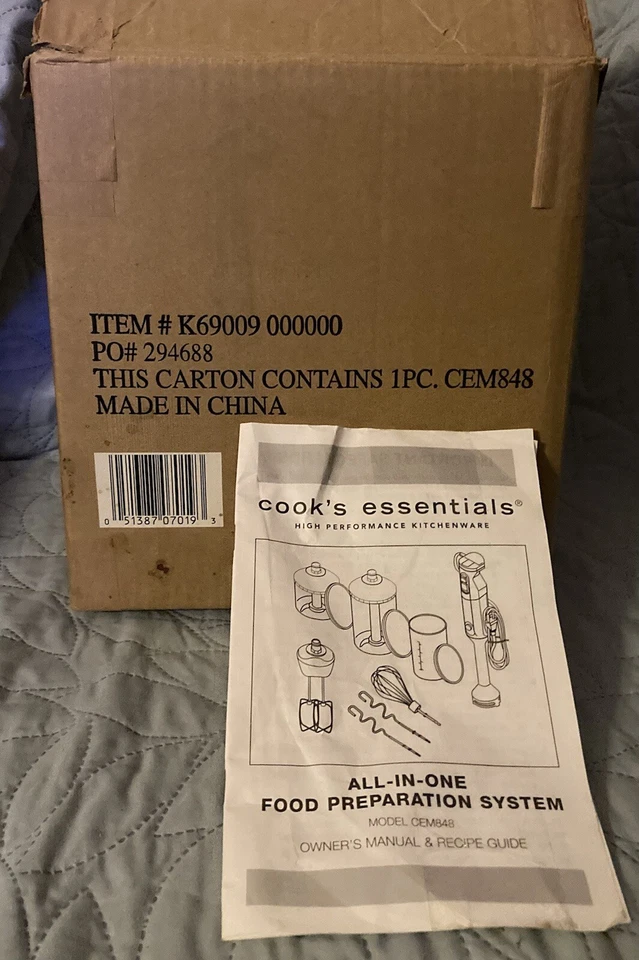 ITEM # K69009 000000
PO# 294688
THIS CARTON CONTAINS 1PC. CEM848
MADE IN CHINA
0 51387 07019 3
cook's essentials®
HIGH PERFORMANCE KITCHENWARE
ALL-IN-ONE
FOOD PREPARATION SYSTEM
MODEL CEM848
OWNER'S MANUAL & RECIPE GUIDE